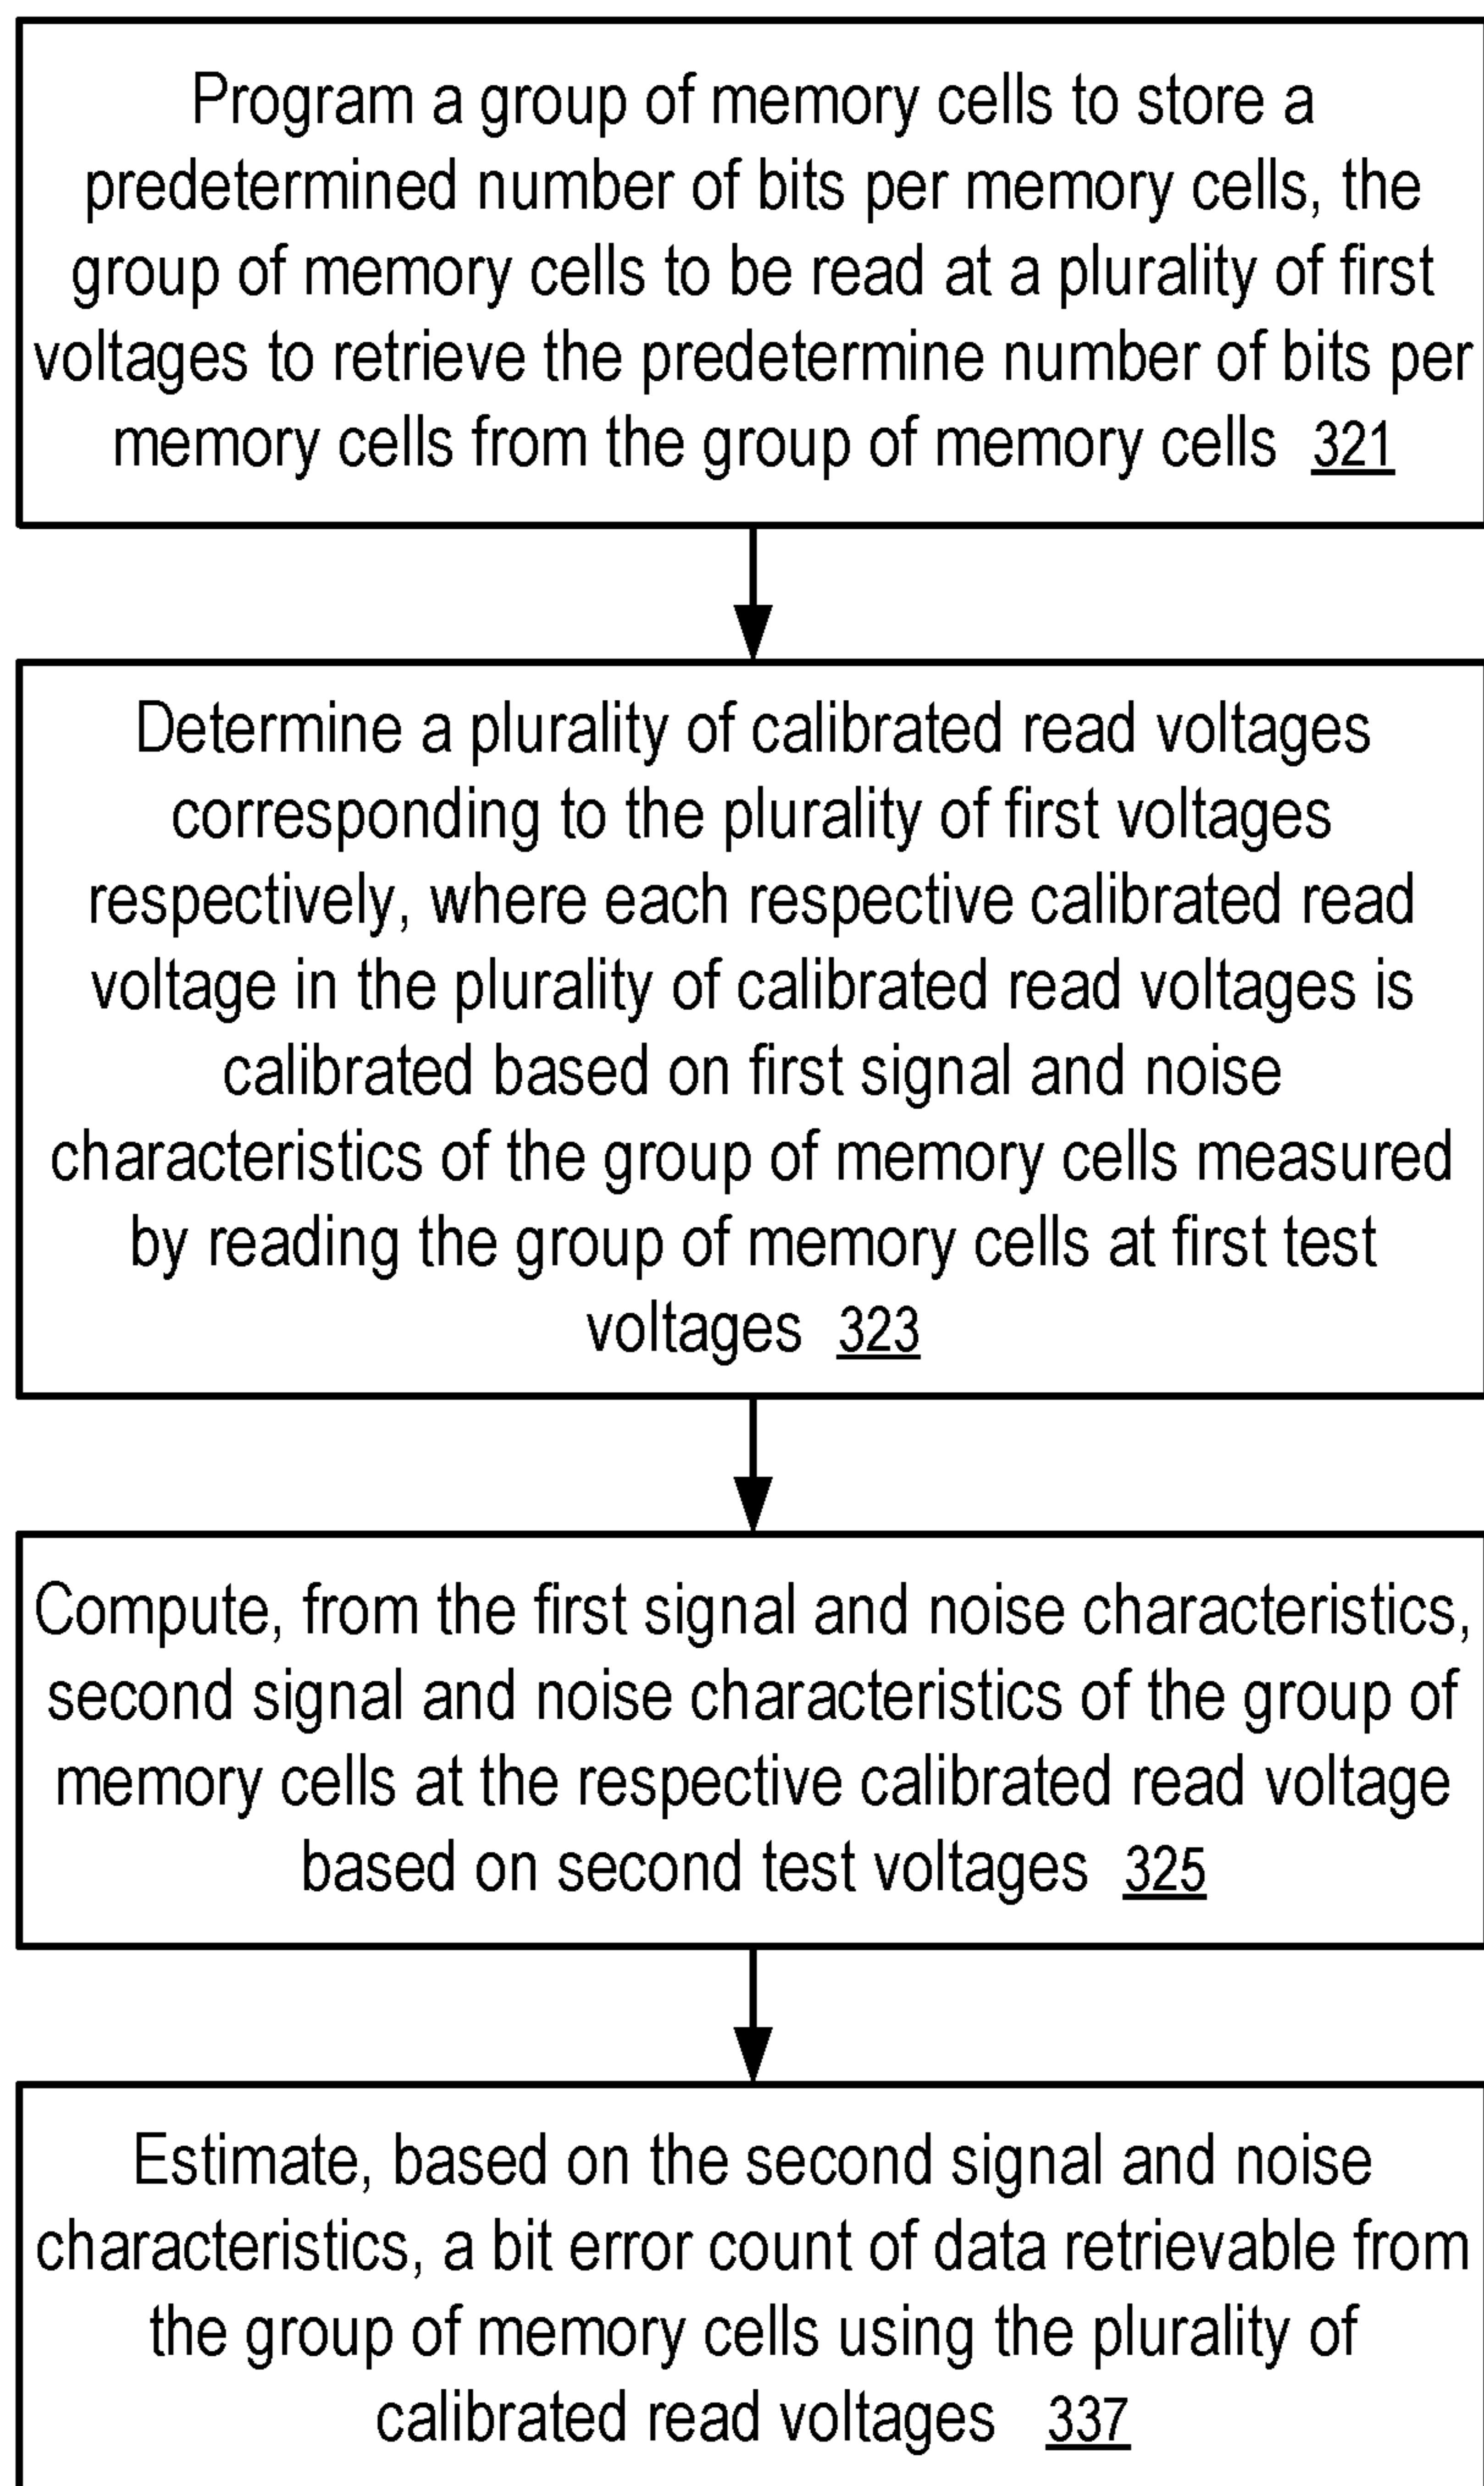 Program a group of memory cells to store a
predetermined number of bits per memory cells, the
group of memory cells to be read at a plurality of first
voltages to retrieve the predetermine number of bits per
memory cells from the group of memory cells 321
Determine a plurality of calibrated read voltages
corresponding to the plurality of first voltages
respectively, where each respective calibrated read
voltage in the plurality of calibrated read voltages is
calibrated based on first signal and noise
characteristics of the group of memory cells measured
by reading the group of memory cells at first test
voltages 323
Compute, from the first signal and noise characteristics,
second signal and noise characteristics of the group of
memory cells at the respective calibrated read voltage
based on second test voltages 325
Estimate, based on the second signal and noise
characteristics, a bit error count of data retrievable from
the group of memory cells using the plurality of
calibrated read voltages 337